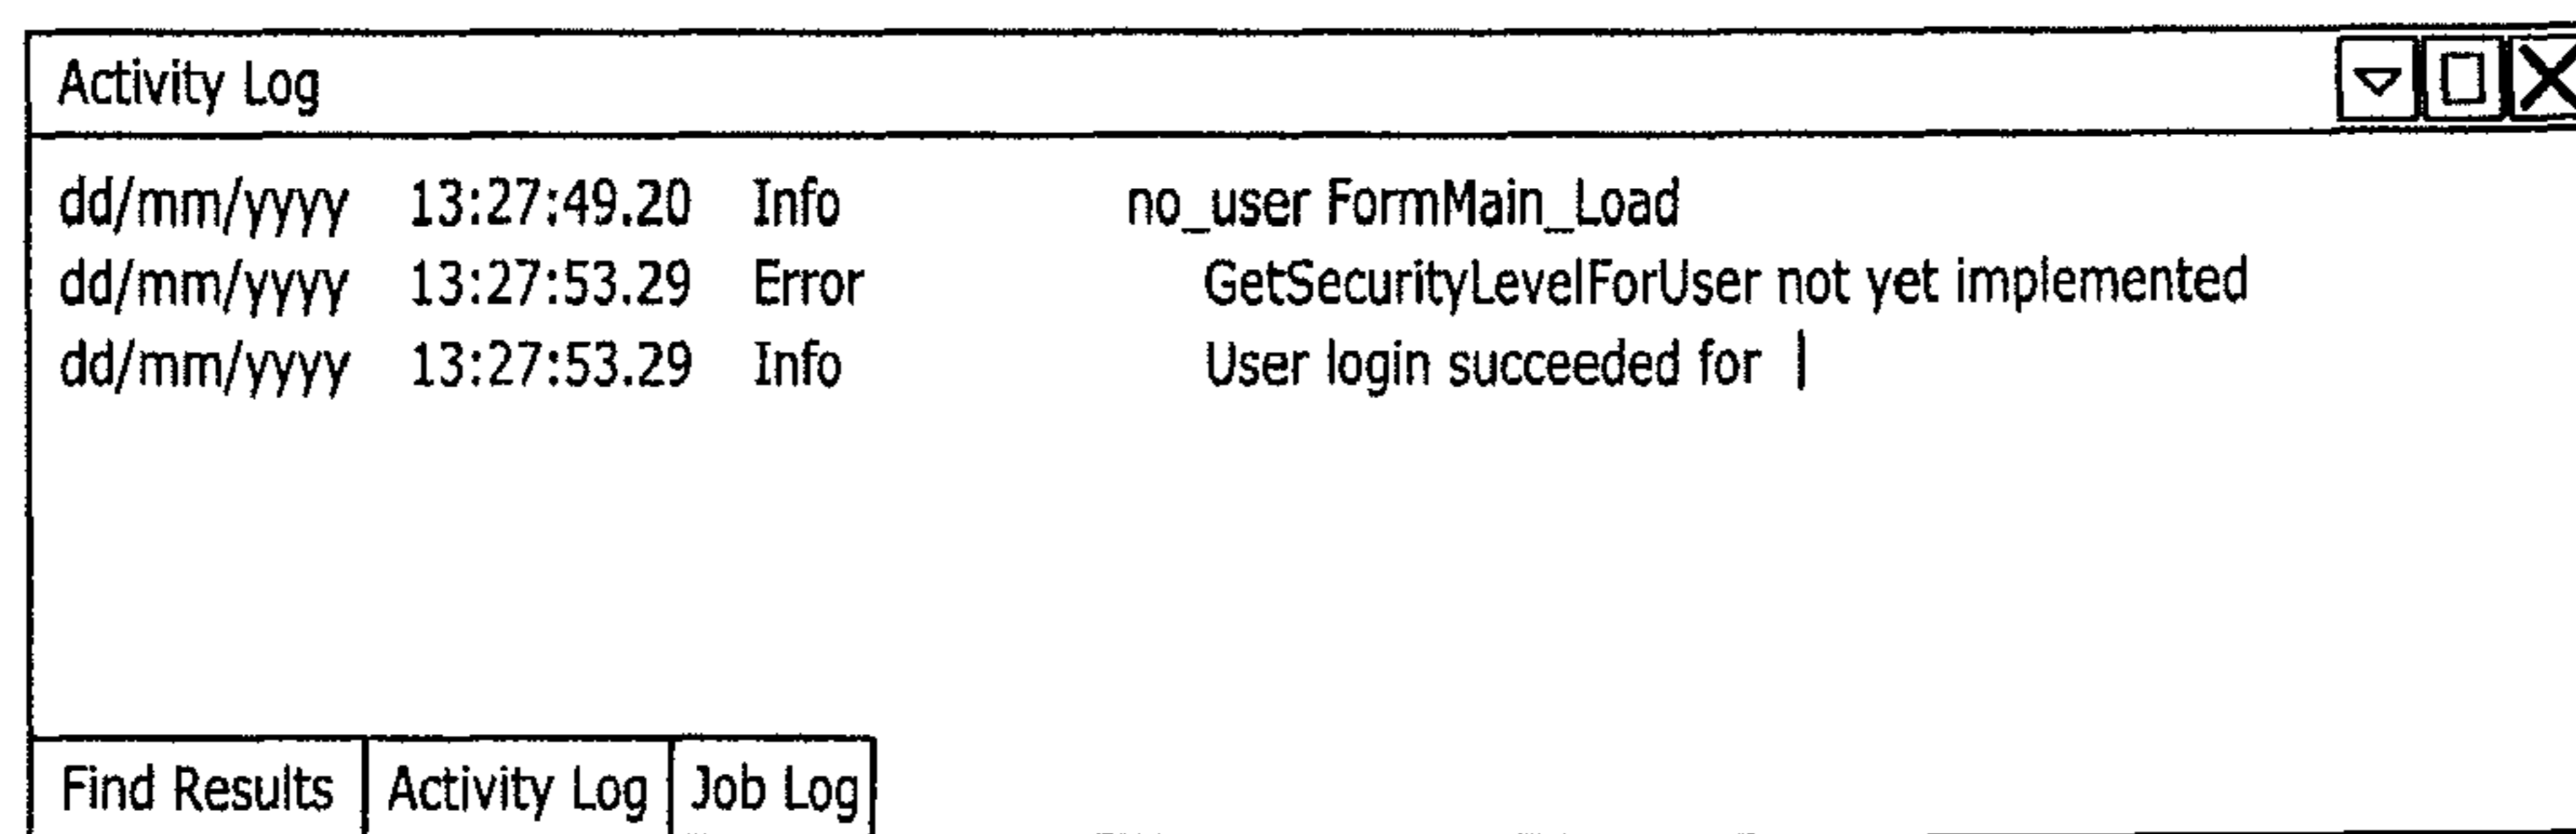 Activity Log
dd/mm/yyyy 13:27:49.20 Info no_user FormMain_Load
dd/mm/yyyy 13:27:53.29 Error GetSecurityLevelForUser not yet implemented
dd/mm/yyyy 13:27:53.29 Info User login succeeded for |
Find Results Activity Log Job Log